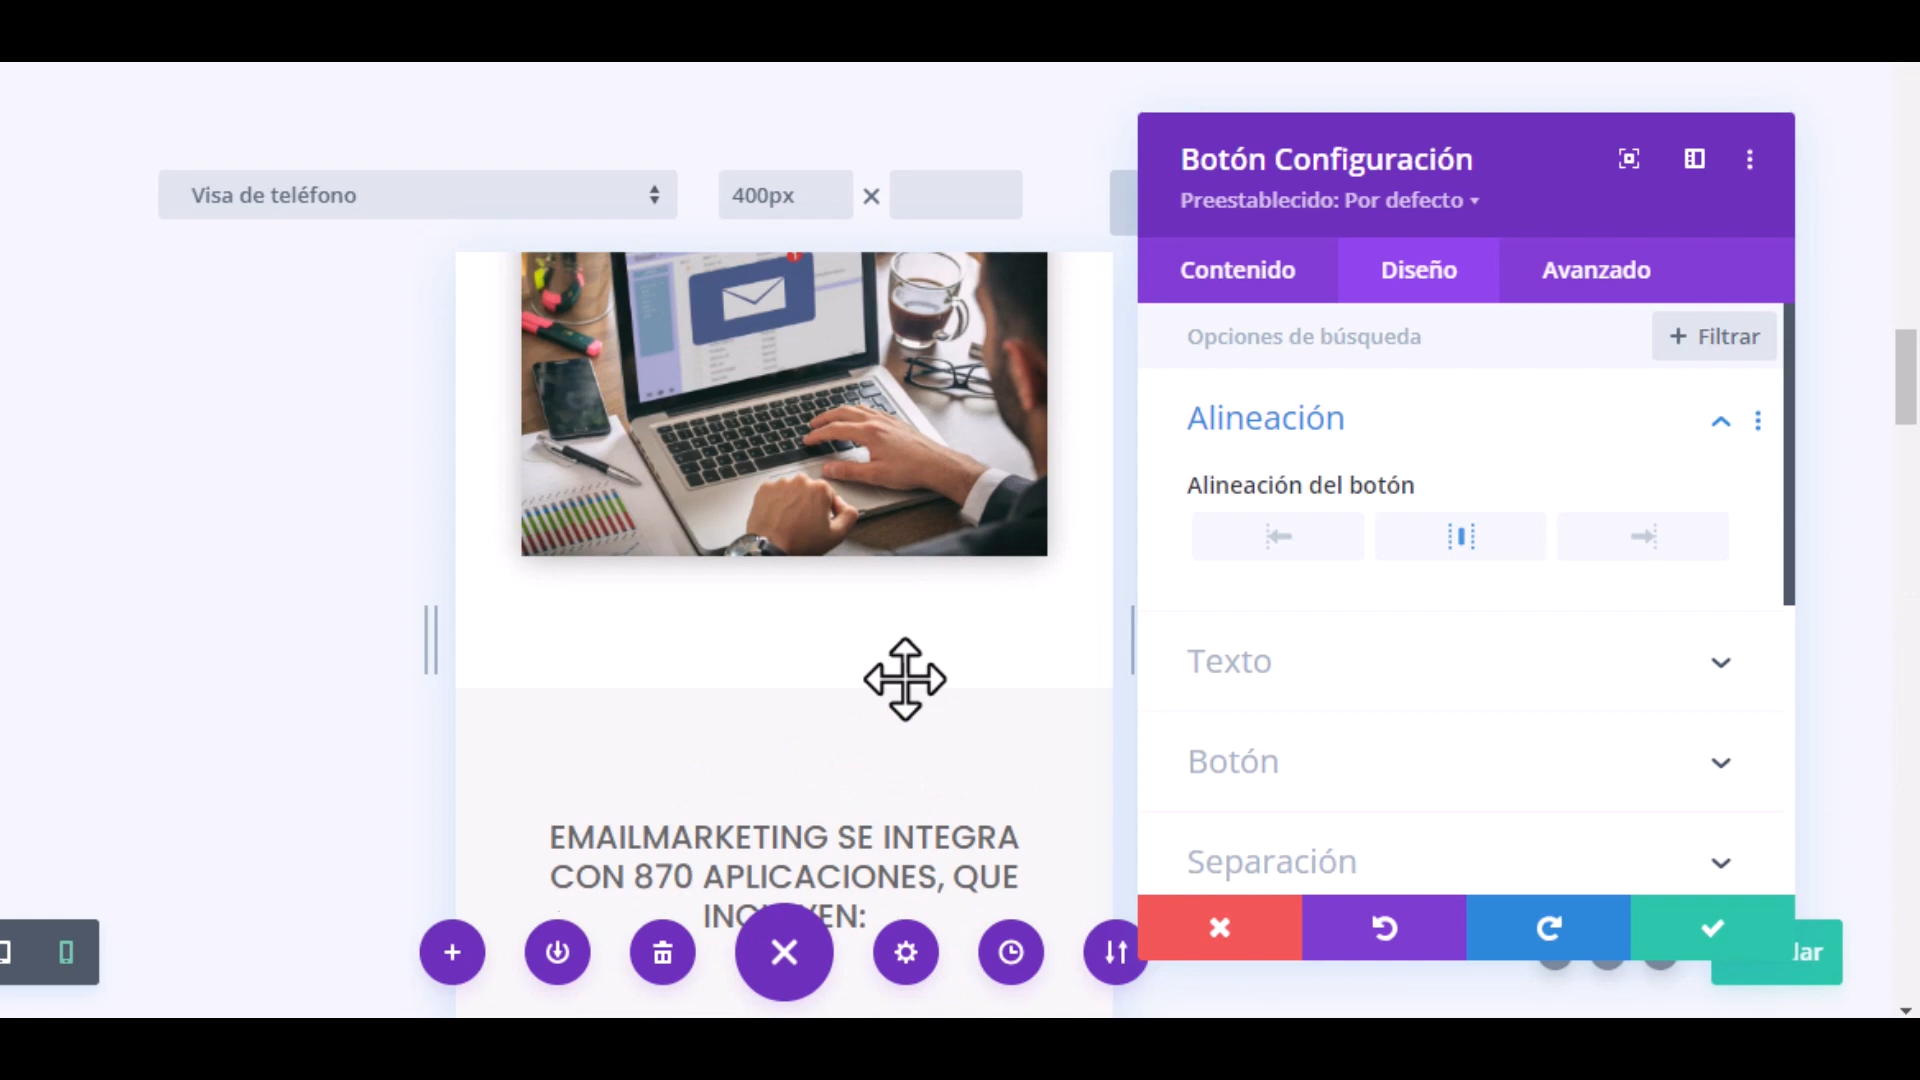 Visa de teléfono
400px
Botón Configuración
Preestablecido: Por defecto
Contenido
Diseño
Avanzado
Opciones de búsqueda
+ Filtrar
Alineación
Alineación del botón
Texto
Botón
Separación
EMAILMARKETING SE INTEGRA
CON 870 APLICACIONES, QUE